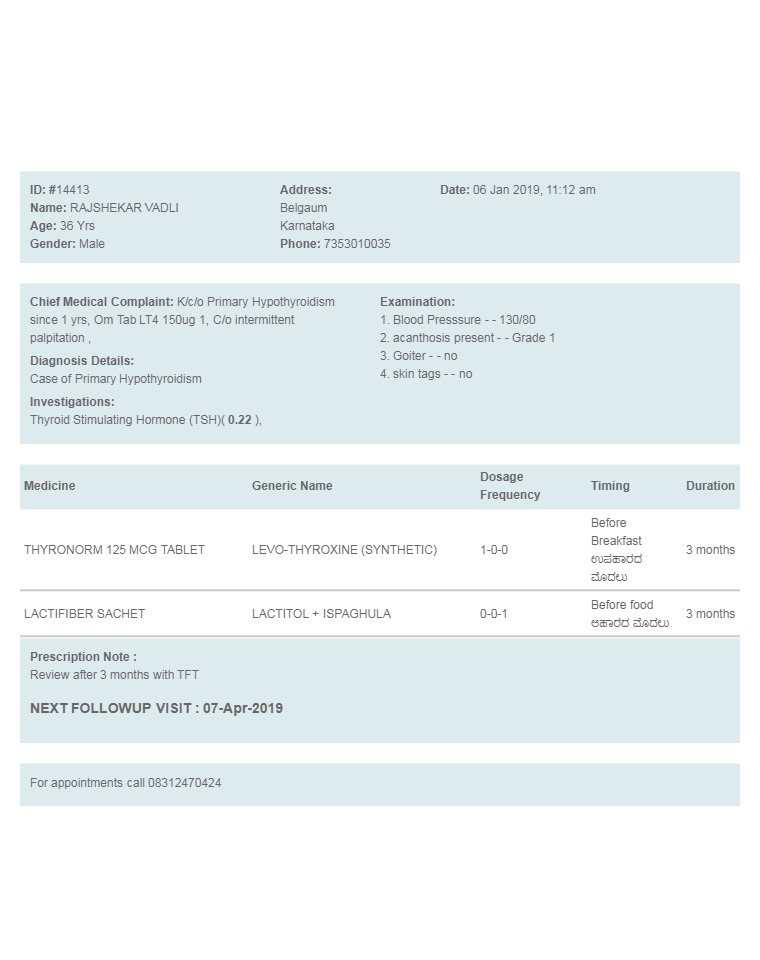 ID: #14413
Name: RAJSHEKAR VADLI
Age: 36 Yrs
Gender: Male
Address:
Belgaum
Karnataka
Phone: 7353010035
Date: 06 Jan 2019, 11:12 am
Chief Medical Complaint: K/c/o Primary Hypothyroidism
since 1 yrs, Om Tab LT4 150ug 1, C/o intermittent
palpitation ,
Diagnosis Details:
Case of Primary Hypothyroidism
Investigations:
Thyroid Stimulating Hormone (TSH)( 0.22 ),
Examination:
1. Blood Presssure - - 130/80
2. acanthosis present - - Grade 1
3. Goiter - - no
4. skin tags - - no
Medicine Generic Name Dosage Frequency Timing Duration
THYRONORM 125 MCG TABLET LEVO-THYROXINE (SYNTHETIC) 1-0-0 Before Breakfast ಉಪಹಾರದ ಮೊದಲು 3 months
LACTIFIBER SACHET LACTITOL + ISPAGHULA 0-0-1 Before food ಆಹಾರದ ಮೊದಲು 3 months
Prescription Note :
Review after 3 months with TFT
NEXT FOLLOWUP VISIT : 07-Apr-2019
For appointments call 08312470424